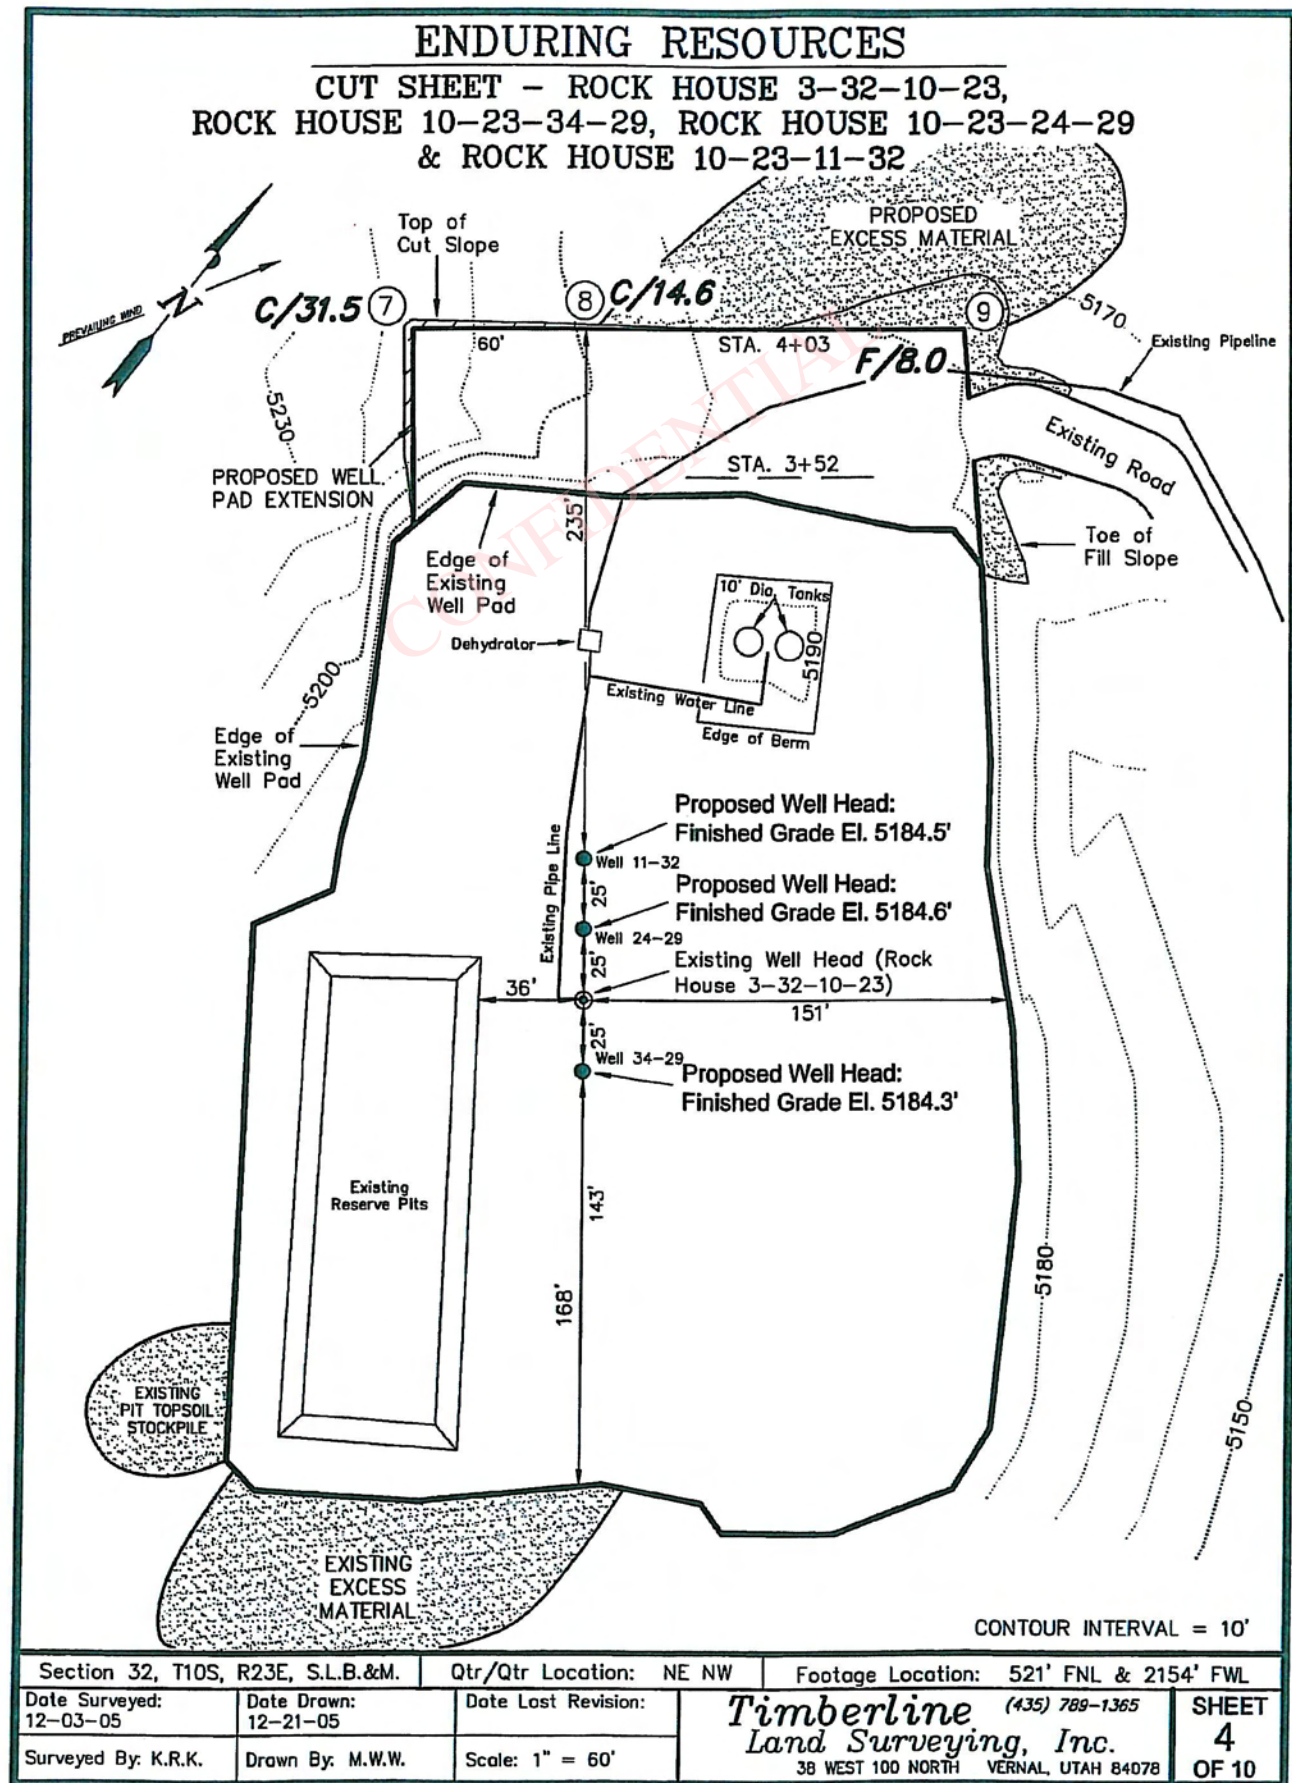 ENDURING RESOURCES
CUT SHEET - ROCK HOUSE 3-32-10-23,
ROCK HOUSE 10-23-34-29, ROCK HOUSE 10-23-24-29
& ROCK HOUSE 10-23-11-32
PROPOSED
EXCESS MATERIAL
Top of
Cut Slope
PREVAILING WIND
N
C/31.5
7
8
C/14.6
9
5170
Existing Pipeline
60'
STA. 4+03
F/8.0
5230
Existing Road
PROPOSED WELL
PAD EXTENSION
STA. 3+52
235'
Toe of
Fill Slope
Edge of
Existing
Well Pad
CONFIDENTIAL
10' Dia. Tanks
Dehydrator
5190
5200
Existing Water Line
Edge of Berm
Edge of
Existing
Well Pad
Proposed Well Head:
Finished Grade El. 5184.5'
Well 11-32
Existing Pipe Line
25'
Proposed Well Head:
Finished Grade El. 5184.6'
Well 24-29
25'
Existing Well Head (Rock
House 3-32-10-23)
36'
151'
25'
Well 34-29
Proposed Well Head:
Finished Grade El. 5184.3'
Existing
Reserve Pits
143'
168'
5180
5150
EXISTING
PIT TOPSOIL
STOCKPILE
EXISTING
EXCESS
MATERIAL
CONTOUR INTERVAL = 10'
Section 32, T10S, R23E, S.L.B.&M.
Qtr/Qtr Location: NE NW
Footage Location: 521' FNL & 2154' FWL
Date Surveyed:
12-03-05
Date Drawn:
12-21-05
Date Last Revision:
Surveyed By: K.R.K.
Drawn By: M.W.W.
Scale: 1" = 60'
Timberline (435) 789-1365
Land Surveying, Inc.
38 WEST 100 NORTH VERNAL, UTAH 84078
SHEET
4
OF 10